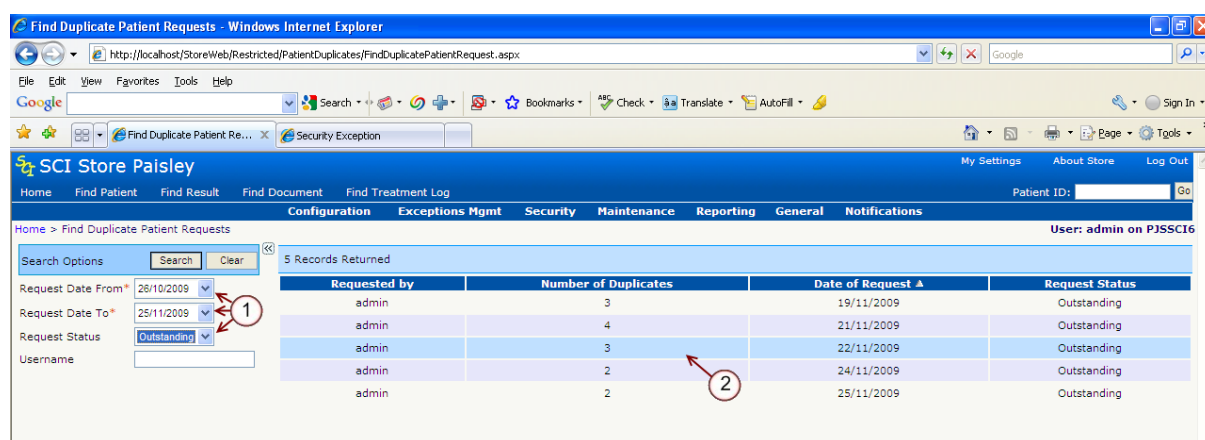 Find Duplicate Patient Requests - Windows Internet Explorer
http://localhost/StoreWeb/Restricted/PatientDuplicates/FindDuplicatePatientRequest.aspx
Google
File Edit View Favorites Tools Help
Google Search Bookmarks Check Translate AutoFill Sign In
Find Duplicate Patient Re... Security Exception Page Tools
SCI Store Paisley My Settings About Store Log Out
Home Find Patient Find Result Find Document Find Treatment Log Patient ID: Go
Configuration Exceptions Mgmt Security Maintenance Reporting General Notifications
Home > Find Duplicate Patient Requests User: admin on PJSSCI6
Search Options Search Clear 5 Records Returned
Request Date From* 26/10/2009
Request Date To* 25/11/2009
Request Status Outstanding
Username
1
Requested by Number of Duplicates Date of Request Request Status
admin 3 19/11/2009 Outstanding
admin 4 21/11/2009 Outstanding
admin 3 22/11/2009 Outstanding
admin 2 24/11/2009 Outstanding
admin 2 25/11/2009 Outstanding
2